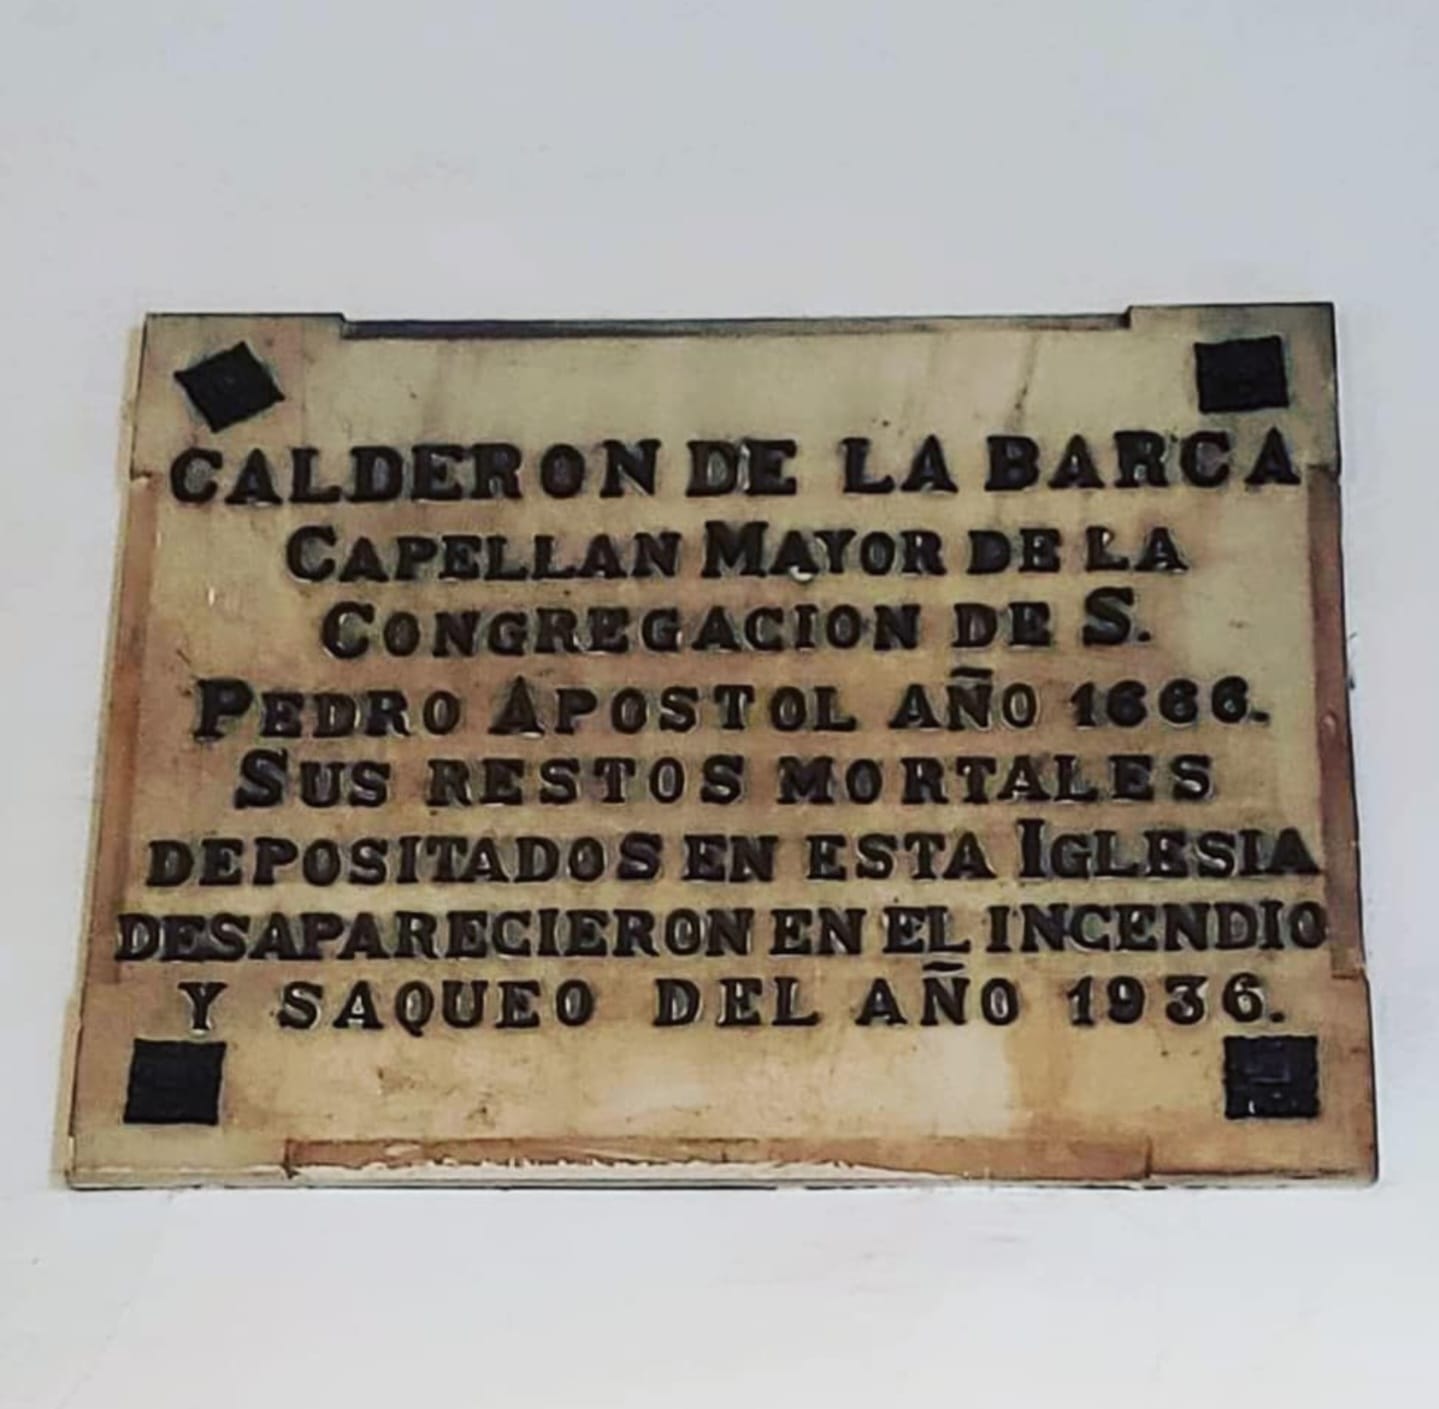 CALDERON DE LA BARCA
CAPELLAN MAYOR DE LA
CONGREGACION DE S.
PEDRO APOSTOL AÑO 1666.
SUS RESTOS MORTALES
DEPOSITADOS EN ESTA IGLESIA
DESAPARECIERON EN EL INCENDIO
Y SAQUEO DEL AÑO 1936.